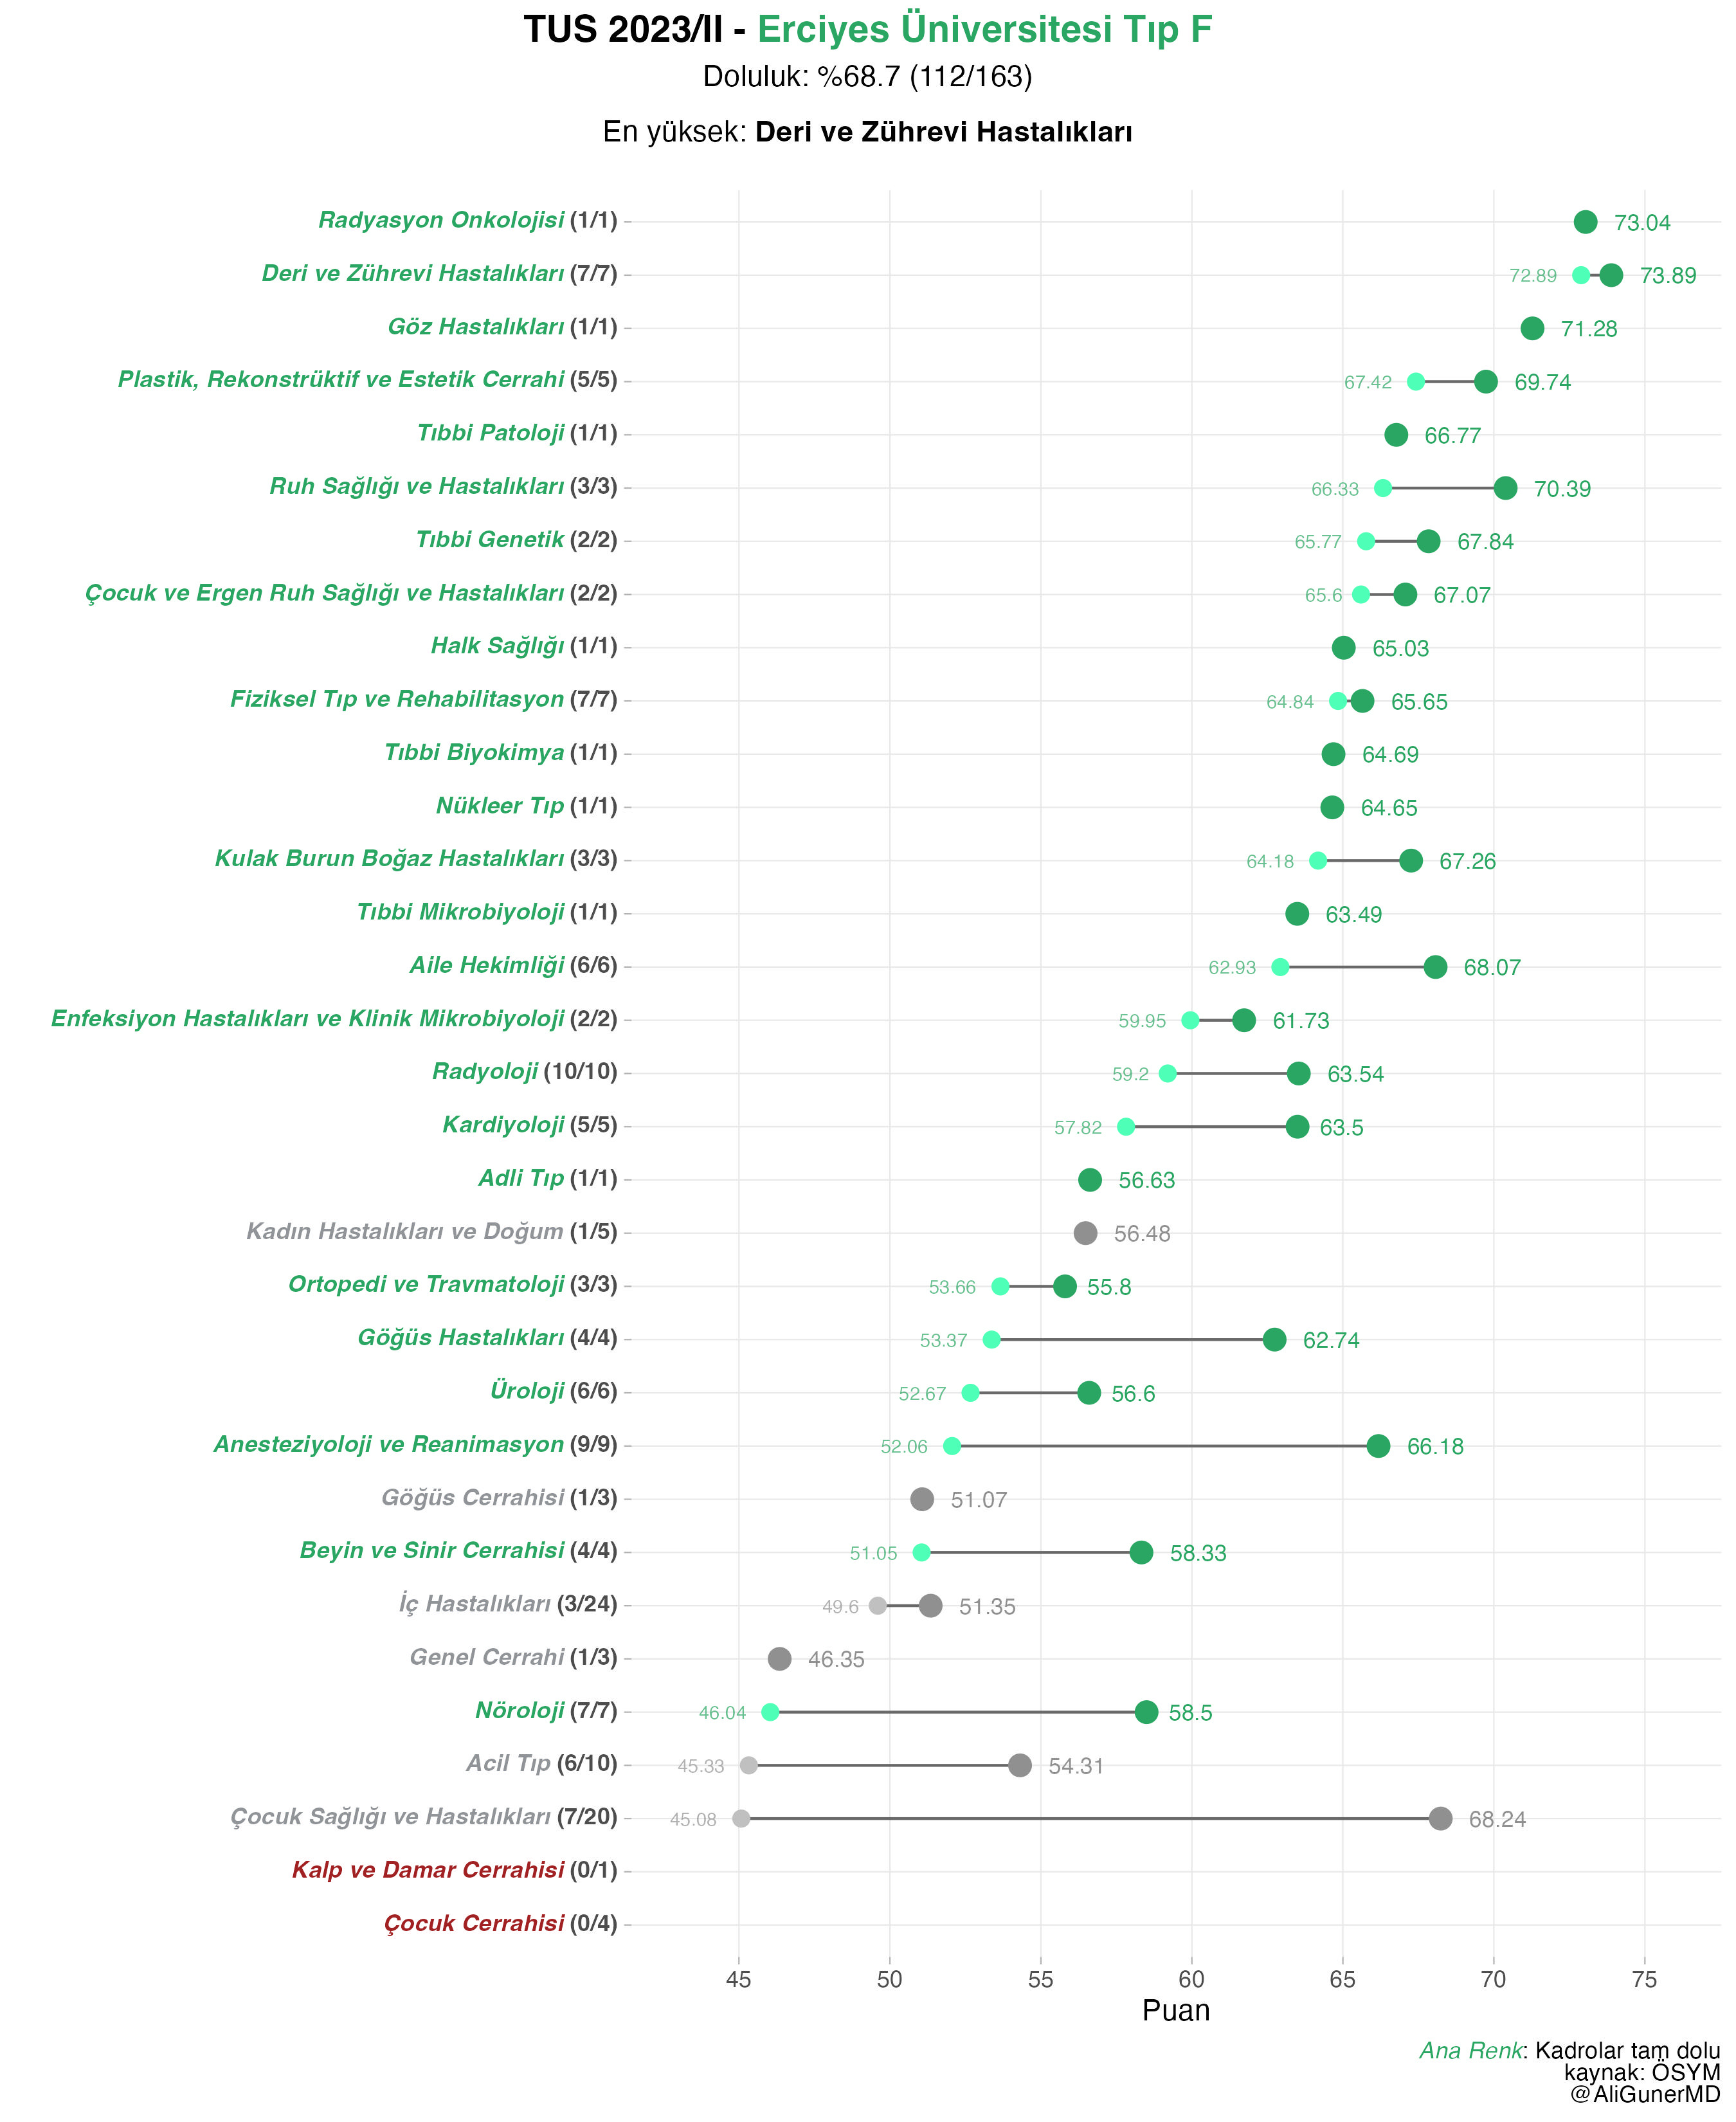 TUS 2023/II - Erciyes Üniversitesi Tıp F
Doluluk: %68.7 (112/163)
En yüksek: Deri ve Zührevi Hastalıkları
Radyasyon Onkolojisi (1/1) 73.04
Deri ve Zührevi Hastalıkları (7/7) 72.89 73.89
Göz Hastalıkları (1/1) 71.28
Plastik, Rekonstrüktif ve Estetik Cerrahi (5/5) 67.42 69.74
Tıbbi Patoloji (1/1) 66.77
Ruh Sağlığı ve Hastalıkları (3/3) 66.33 70.39
Tıbbi Genetik (2/2) 65.77 67.84
Çocuk ve Ergen Ruh Sağlığı ve Hastalıkları (2/2) 65.6 67.07
Halk Sağlığı (1/1) 65.03
Fiziksel Tıp ve Rehabilitasyon (7/7) 64.84 65.65
Tıbbi Biyokimya (1/1) 64.69
Nükleer Tıp (1/1) 64.65
Kulak Burun Boğaz Hastalıkları (3/3) 64.18 67.26
Tıbbi Mikrobiyoloji (1/1) 63.49
Aile Hekimliği (6/6) 62.93 68.07
Enfeksiyon Hastalıkları ve Klinik Mikrobiyoloji (2/2) 59.95 61.73
Radyoloji (10/10) 59.2 63.54
Kardiyoloji (5/5) 57.82 63.5
Adli Tıp (1/1) 56.63
Kadın Hastalıkları ve Doğum (1/5) 56.48
Ortopedi ve Travmatoloji (3/3) 53.66 55.8
Göğüs Hastalıkları (4/4) 53.37 62.74
Üroloji (6/6) 52.67 56.6
Anesteziyoloji ve Reanimasyon (9/9) 52.06 66.18
Göğüs Cerrahisi (1/3) 51.07
Beyin ve Sinir Cerrahisi (4/4) 51.05 58.33
İç Hastalıkları (3/24) 49.6 51.35
Genel Cerrahi (1/3) 46.35
Nöroloji (7/7) 46.04 58.5
Acil Tıp (6/10) 45.33 54.31
Çocuk Sağlığı ve Hastalıkları (7/20) 45.08 68.24
Kalp ve Damar Cerrahisi (0/1)
Çocuk Cerrahisi (0/4)
45 50 55 60 65 70 75
Puan
Ana Renk: Kadrolar tam dolu
kaynak: ÖSYM
@AliGunerMD